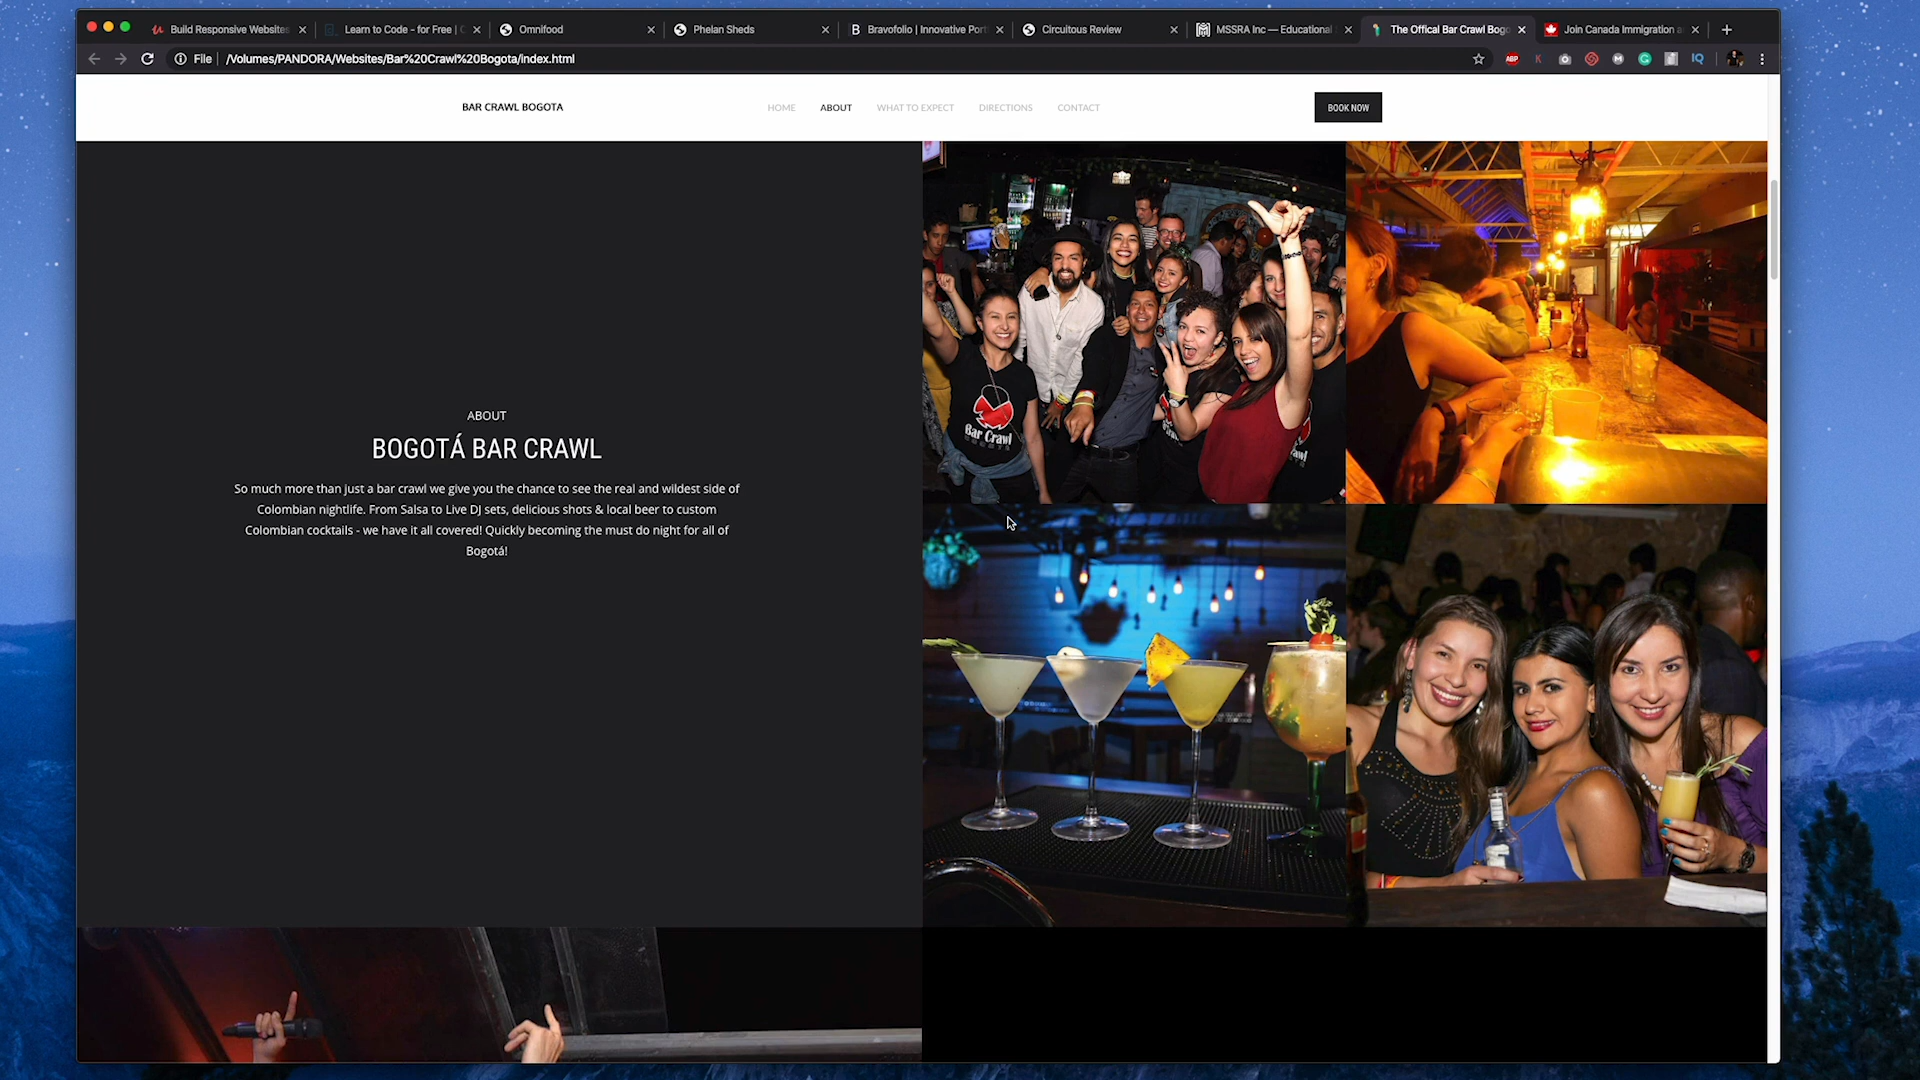 Build Responsive Websites
Learn to Code - for Free | C
Omnifood
Phelan Sheds
B Bravofolio | Innovative Port
Circuitous Review
MSSRA Inc — Educational
The Offical Bar Crawl Bogo
Join Canada Immigration a
File
/Volumes/PANDORA/Websites/Bar%20Crawl%20Bogota/index.html
ABP
K
IQ
BAR CRAWL BOGOTA
HOME
ABOUT
WHAT TO EXPECT
DIRECTIONS
CONTACT
BOOK NOW
ABOUT
BOGOTÁ BAR CRAWL
So much more than just a bar crawl we give you the chance to see the real and wildest side of
Colombian nightlife. From Salsa to Live DJ sets, delicious shots & local beer to custom
Colombian cocktails - we have it all covered! Quickly becoming the must do night for all of
Bogotá!
Bar Crawl